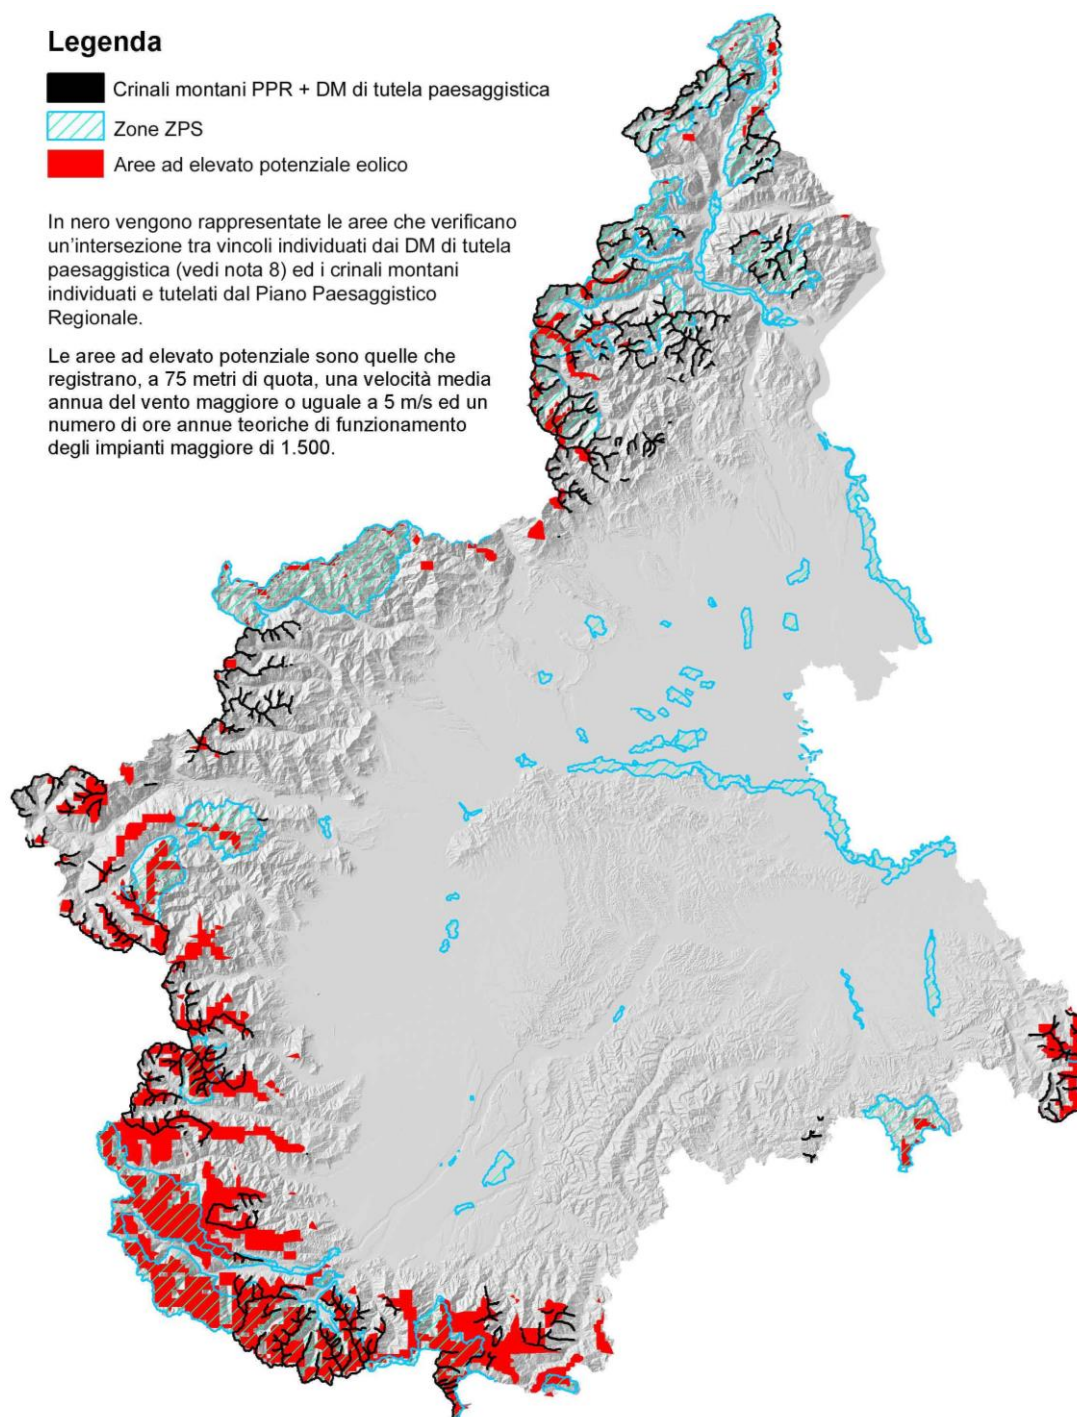 Legenda
Crinali montani PPR + DM di tutela paesaggistica
Zone ZPS
Aree ad elevato potenziale eolico
In nero vengono rappresentate le aree che verificano
un'intersezione tra vincoli individuati dai DM di tutela
paesaggistica (vedi nota 8) ed i crinali montani
individuati e tutelati dal Piano Paesaggistico
Regionale.
Le aree ad elevato potenziale sono quelle che
registrano, a 75 metri di quota, una velocità media
annua del vento maggiore o uguale a 5 m/s ed un
numero di ore annue teoriche di funzionamento
degli impianti maggiore di 1.500.